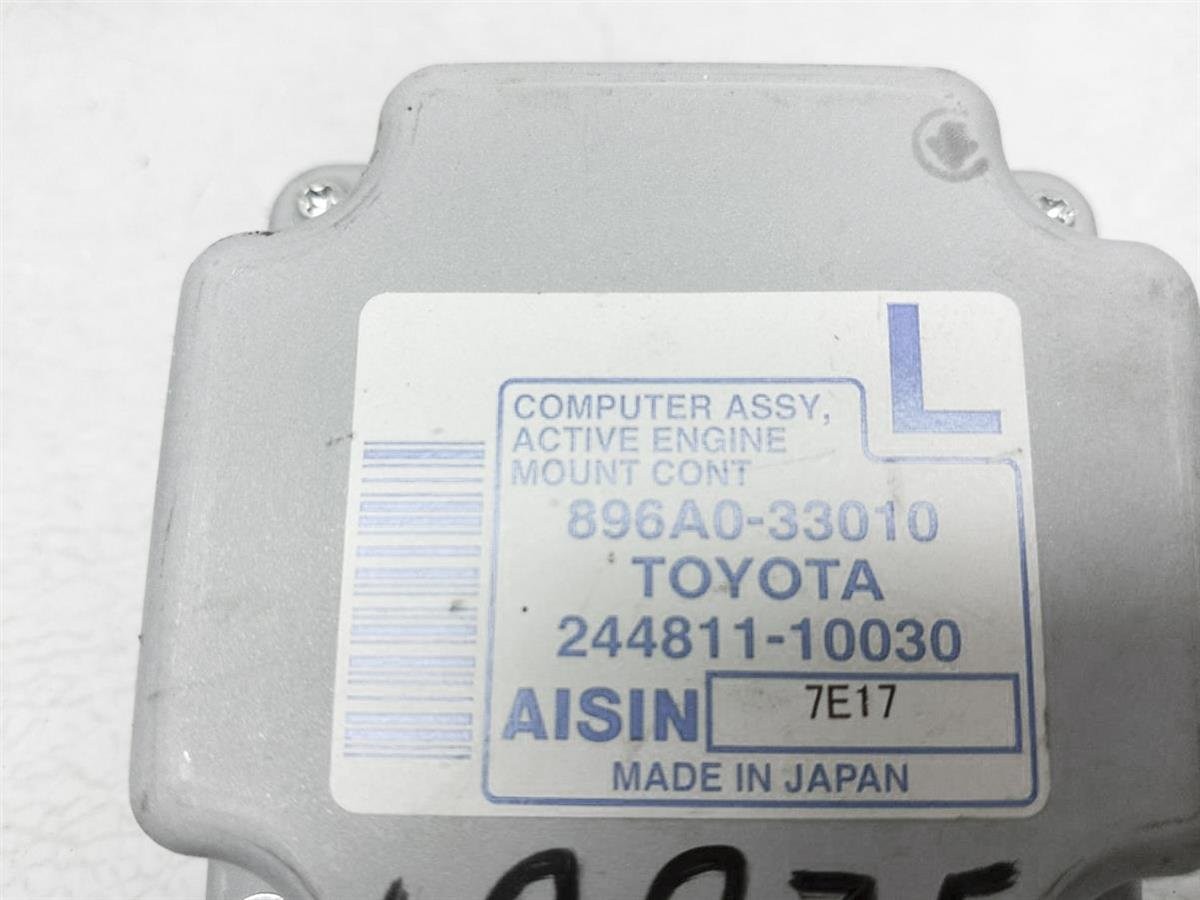 L
COMPUTER ASSY,
ACTIVE ENGINE
MOUNT CONT
896A0-33010
TOYOTA
244811-10030
AISIN 7E17
MADE IN JAPAN